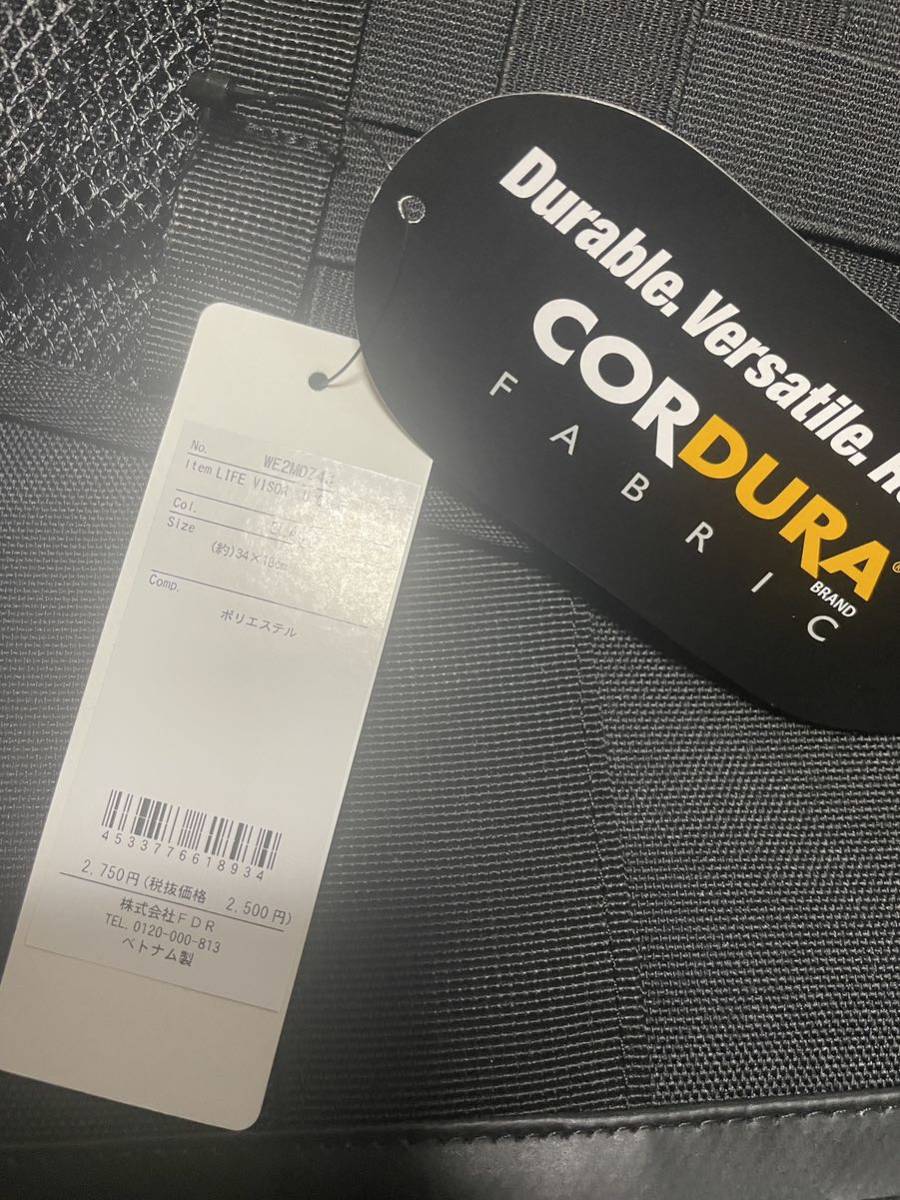 Durable. Versatile.
CORDURA®
BRAND
FABRIC
No.
Item LIFE VISOR
Col.
Size
(約)34×18cm
Comp.
ポリエステル
4533776618934
2,750円(税抜価格 2,500円)
株式会社FDR
TEL. 0120-000-813
ベトナム製